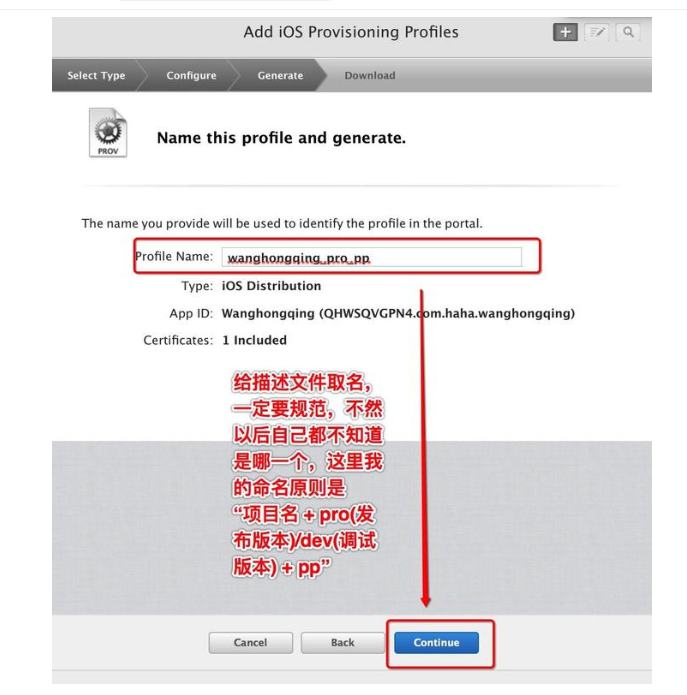 Add iOS Provisioning Profiles
Select Type
Configure
Generate
Download
PROV
Name this profile and generate.
The name you provide will be used to identify the profile in the portal.
Profile Name: wanghongqing_pro_pp
Type: iOS Distribution
App ID: Wanghongqing (QHWSQVGPN4.com.haha.wanghongqing)
Certificates: 1 Included
给描述文件取名，
一定要规范，不然
以后自己都不知道
是哪一个，这里我
的命名原则是
“项目名 + pro(发
布版本)/dev(调试
版本) + pp”
Cancel
Back
Continue